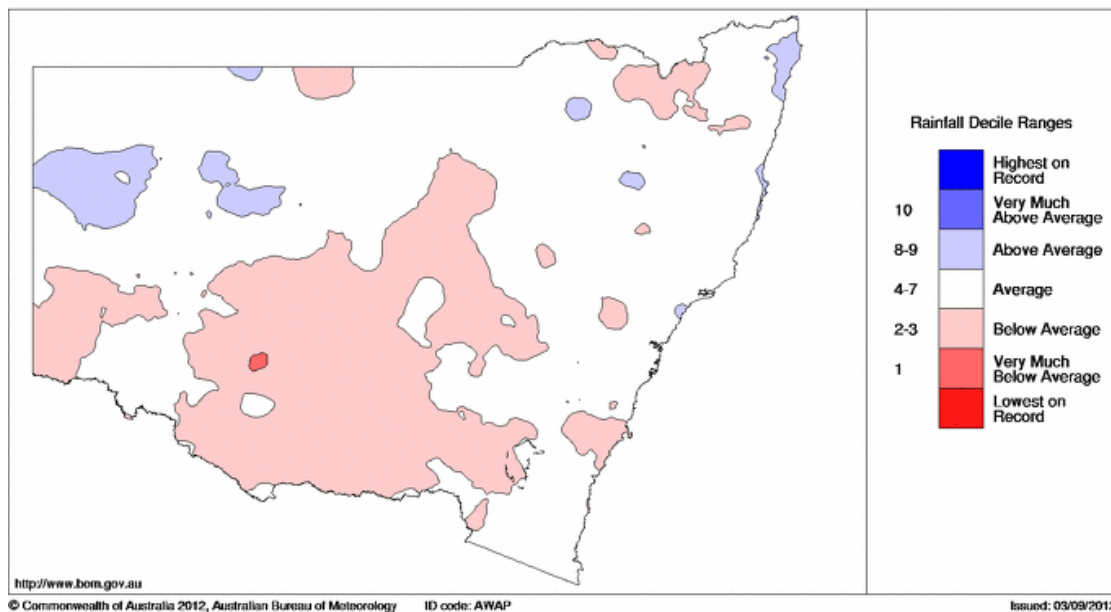 Rainfall Decile Ranges
Highest on
Record
10
Very Much
Above Average
8-9
Above Average
4-7
Average
2-3
Below Average
1
Very Much
Below Average
Lowest on
Record
http://www.bom.gov.au
© Commonwealth of Australia 2012, Australian Bureau of Meteorology
ID code: AWAP
Issued: 03/09/2012